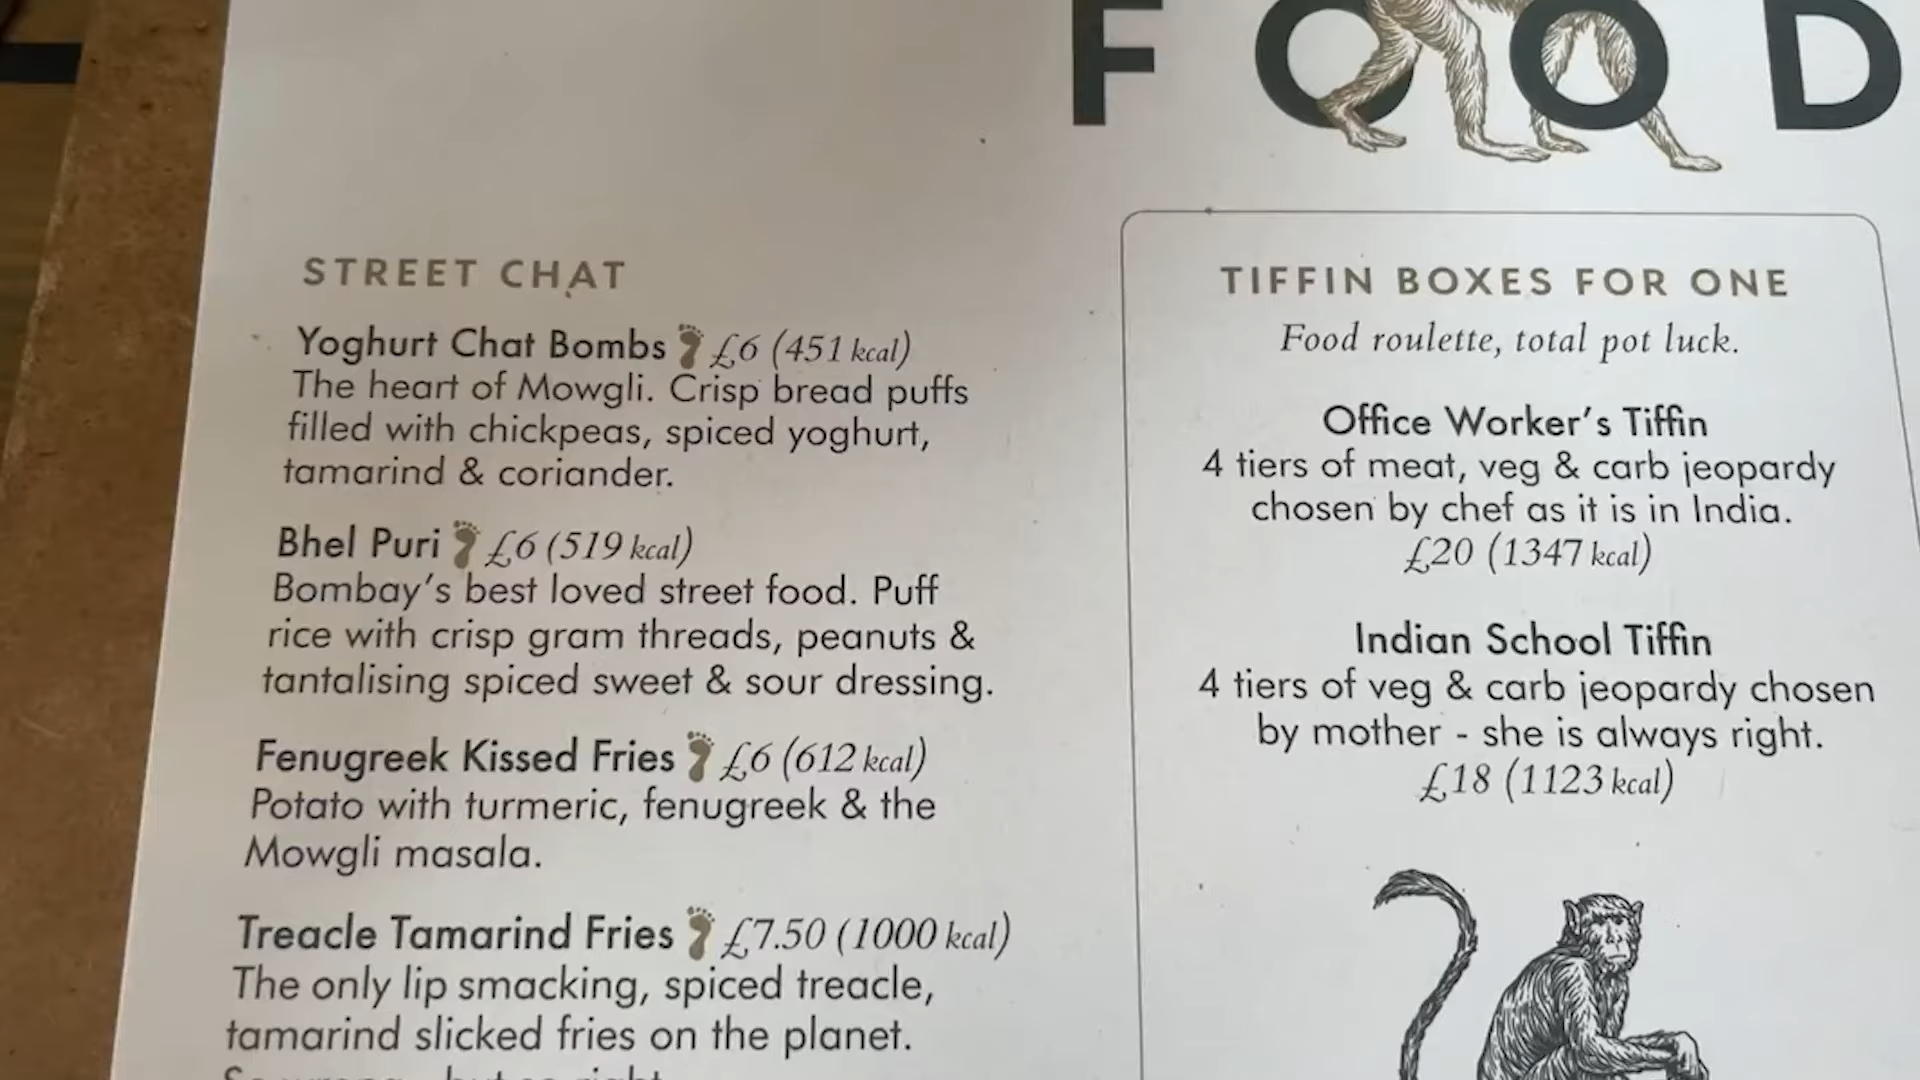 FOOD
STREET CHAT
Yoghurt Chat Bombs £6 (451 kcal)
The heart of Mowgli. Crisp bread puffs
filled with chickpeas, spiced yoghurt,
tamarind & coriander.
Bhel Puri £6 (519 kcal)
Bombay's best loved street food. Puff
rice with crisp gram threads, peanuts &
tantalising spiced sweet & sour dressing.
Fenugreek Kissed Fries £6 (612 kcal)
Potato with turmeric, fenugreek & the
Mowgli masala.
Treacle Tamarind Fries £7.50 (1000 kcal)
The only lip smacking, spiced treacle,
tamarind slicked fries on the planet.
So wrong - but so right
TIFFIN BOXES FOR ONE
Food roulette, total pot luck.
Office Worker's Tiffin
4 tiers of meat, veg & carb jeopardy
chosen by chef as it is in India.
£20 (1347 kcal)
Indian School Tiffin
4 tiers of veg & carb jeopardy chosen
by mother - she is always right.
£18 (1123 kcal)